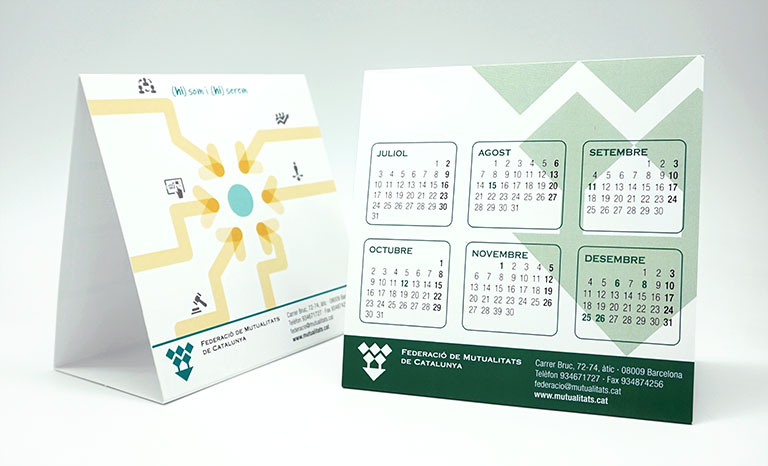 (hi) som i (hi) serem
FEDERACIÓ DE MUTUALITATS
DE CATALUNYA
Carrer Bruc, 72-74, àtic · 08009 Bar
Telèfon 934671727 · Fax 93
federacio@mutualitats.cat
www.mutualitats.cat
JULIOL
1 2
3 4 5 6 7 8 9
10 11 12 13 14 15 16
17 18 19 20 21 22 23
24 25 26 27 28 29 30
31
AGOST
1 2 3 4 5 6
7 8 9 10 11 12 13
14 15 16 17 18 19 20
21 22 23 24 25 26 27
28 29 30 31
SETEMBRE
1 2 3
4 5 6 7 8 9 10
11 12 13 14 15 16 17
18 19 20 21 22 23 24
25 26 27 28 29 30
OCTUBRE
1
2 3 4 5 6 7 8
9 10 11 12 13 14 15
16 17 18 19 20 21 22
23 24 25 26 27 28 29
30 31
NOVEMBRE
1 2 3 4 5
6 7 8 9 10 11 12
13 14 15 16 17 18 19
20 21 22 23 24 25 26
27 28 29 30
DESEMBRE
1 2 3
4 5 6 7 8 9 10
11 12 13 14 15 16 17
18 19 20 21 22 23 24
25 26 27 28 29 30 31
FEDERACIÓ DE MUTUALITATS
DE CATALUNYA
Carrer Bruc, 72-74, àtic · 08009 Barcelona
Telèfon 934671727 · Fax 934874256
federacio@mutualitats.cat
www.mutualitats.cat